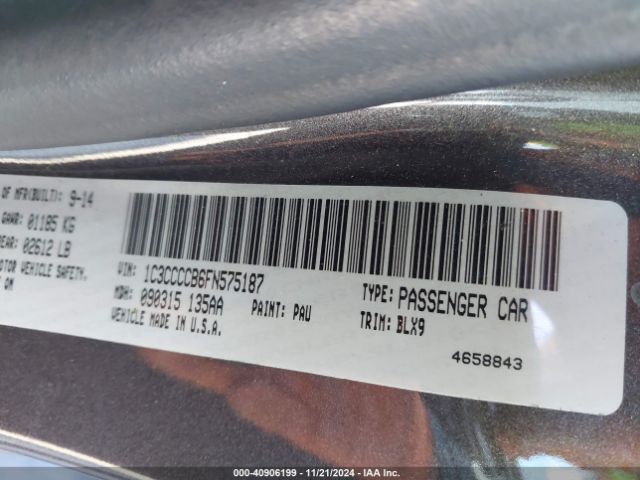 OF MFR(BUILT): 9-14
GAWR: 01185 KG
REAR: 02612 LB
MOTOR VEHICLE SAFETY.
ON
VIN: 1C3CCCCB6FN575187
MDH: 090315 135AA
PAINT: PAU
VEHICLE MADE IN U.S.A.
TYPE: PASSENGER CAR
TRIM: BLX9
4658843
000-40906199 — 11/21/2024 — IAA Inc.